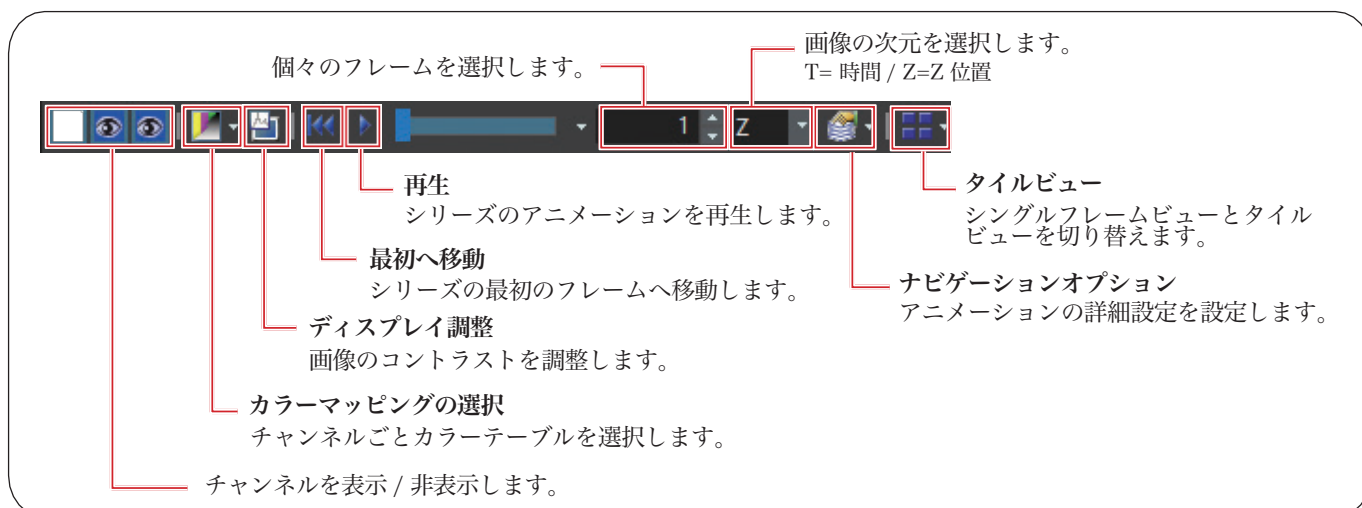 画像の次元を選択します。
T= 時間 / Z=Z 位置
個々のフレームを選択します。
1
Z
再生
シリーズのアニメーションを再生します。
タイルビュー
シングルフレームビューとタイル
ビューを切り替えます。
最初へ移動
シリーズの最初のフレームへ移動します。
ナビゲーションオプション
アニメーションの詳細設定を設定します。
ディスプレイ調整
画像のコントラストを調整します。
カラーマッピングの選択
チャンネルごとカラーテーブルを選択します。
チャンネルを表示 / 非表示します。